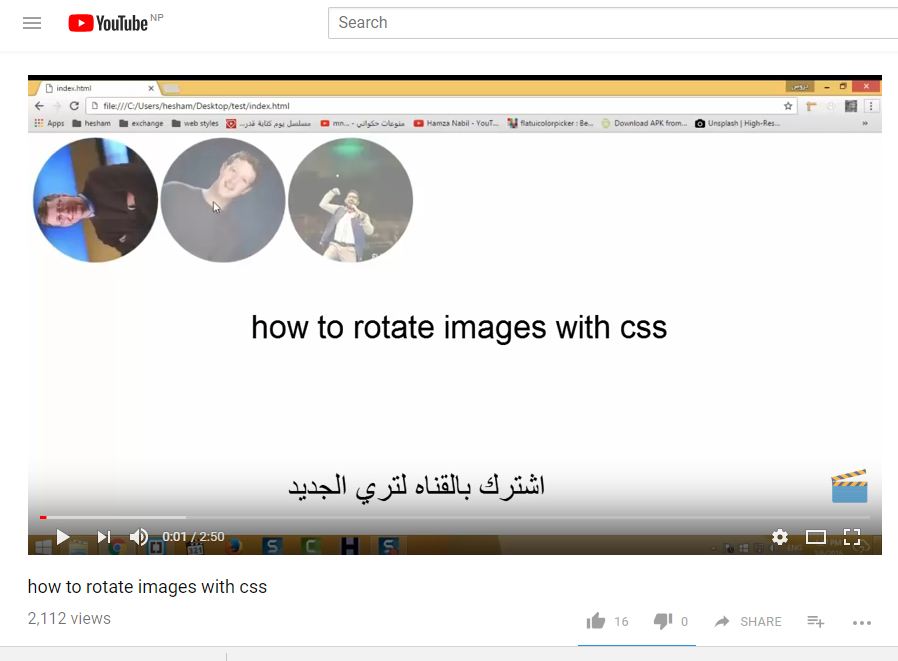 YouTube NP
Search
index.html
دروس
file:///C:/Users/hesham/Desktop/test/index.html
Apps hesham exchange web styles مسلسل يوم كتابة قدر... منوعات حكواتي - mn... Hamza Nabil - YouT... flatuicolorpicker : Be... Download APK from... Unsplash | High-Res... »
how to rotate images with css
اشترك بالقناه لتري الجديد
0:01 / 2:50
how to rotate images with css
2,112 views
16 0 SHARE